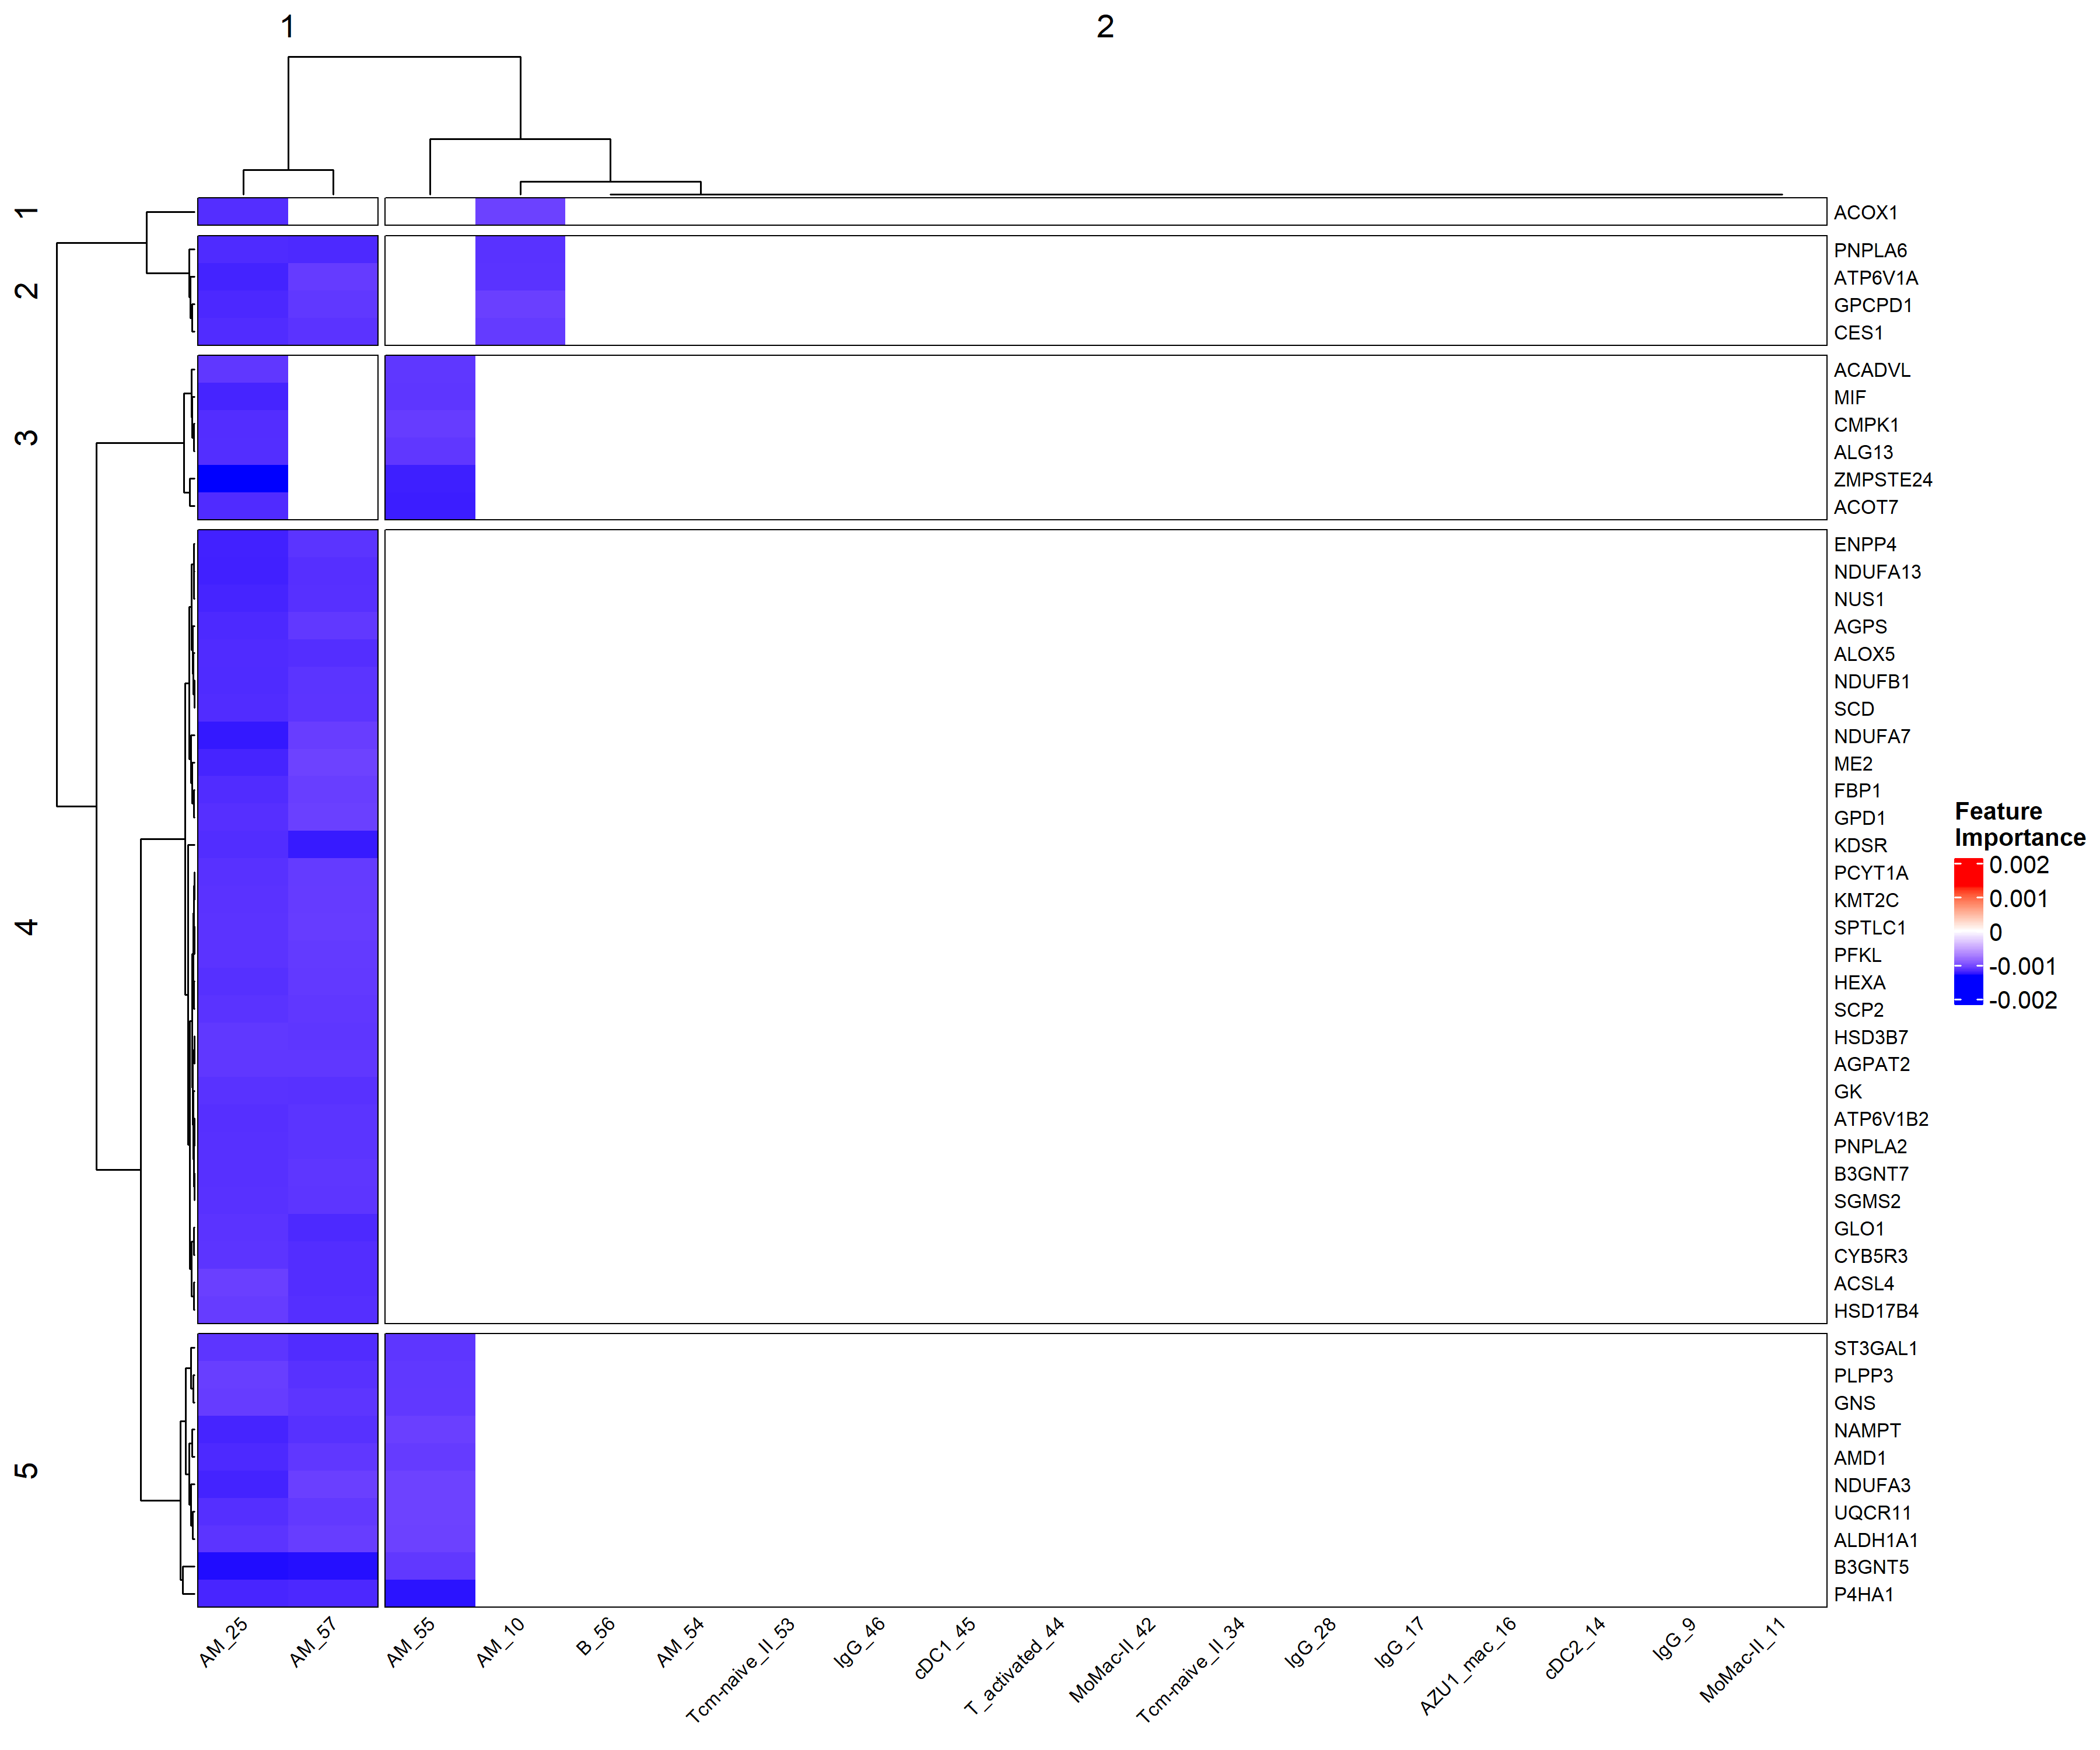 1
2
1
2
3
4
5
ACOX1
PNPLA6
ATP6V1A
GPCPD1
CES1
ACADVL
MIF
CMPK1
ALG13
ZMPSTE24
ACOT7
ENPP4
NDUFA13
NUS1
AGPS
ALOX5
NDUFB1
SCD
NDUFA7
ME2
FBP1
GPD1
KDSR
PCYT1A
KMT2C
SPTLC1
PFKL
HEXA
SCP2
HSD3B7
AGPAT2
GK
ATP6V1B2
PNPLA2
B3GNT7
SGMS2
GLO1
CYB5R3
ACSL4
HSD17B4
ST3GAL1
PLPP3
GNS
NAMPT
AMD1
NDUFA3
UQCR11
ALDH1A1
B3GNT5
P4HA1
AM_25
AM_57
AM_55
AM_10
B_56
AM_54
Tcm-naive_II_53
IgG_46
cDC1_45
T_activated_44
MoMac-II_42
Tcm-naive_II_34
IgG_28
IgG_17
AZU1_mac_16
cDC2_14
IgG_9
MoMac-II_11
Feature
Importance
0.002
0.001
0
-0.001
-0.002